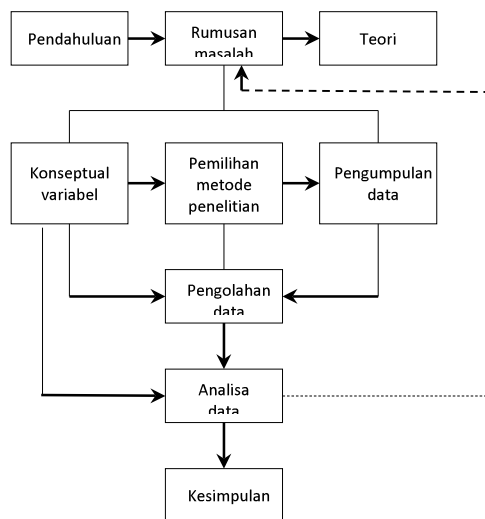 Pendahuluan
Rumusan
masalah
Teori
Konseptual
variabel
Pemilihan
metode
penelitian
Pengumpulan
data
Pengolahan
data
Analisa
data
Kesimpulan